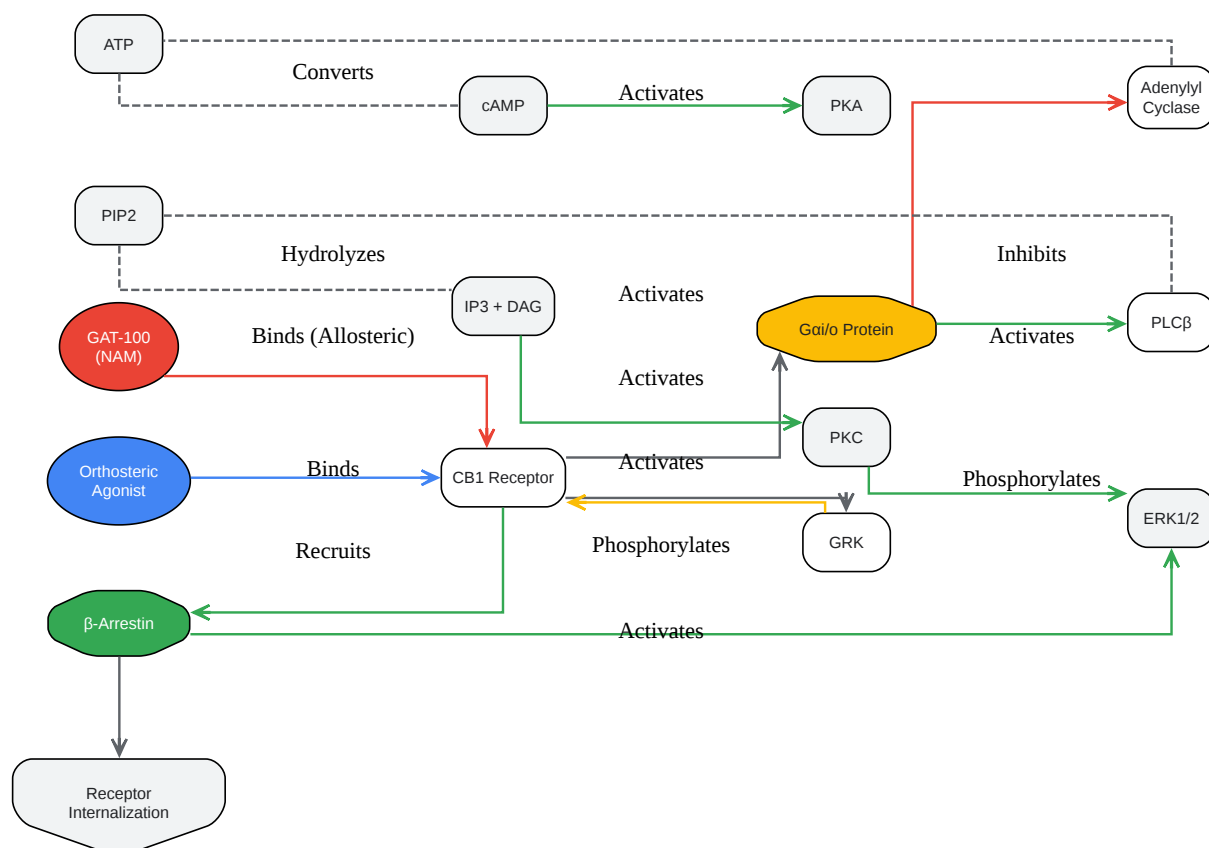 ATP
Converts
cAMP
Activates
PKA
Adenylyl
Cyclase
PIP2
Hydrolyzes
Inhibits
IP3 + DAG
Activates
GAT-100
(NAM)
Binds (Allosteric)
Gαi/o Protein
Activates
PLCβ
Activates
PKC
Orthosteric
Agonist
Binds
CB1 Receptor
Activates
Phosphorylates
ERK1/2
Recruits
Phosphorylates
GRK
β-Arrestin
Activates
Receptor
Internalization